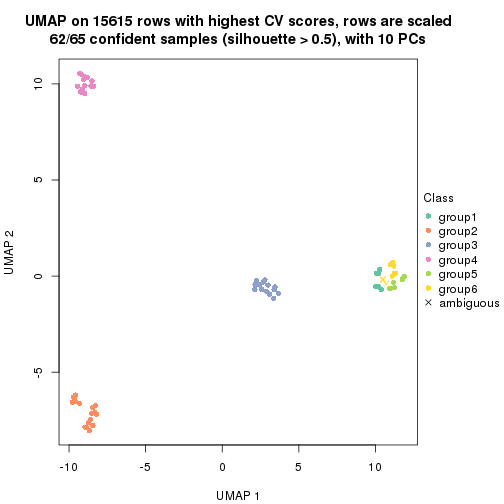 UMAP on 15615 rows with highest CV scores, rows are scaled
62/65 confident samples (silhouette > 0.5), with 10 PCs
10
5
0
-5
UMAP 2
-10
-5
0
5
10
UMAP 1
Class
group1
group2
group3
group4
group5
group6
ambiguous